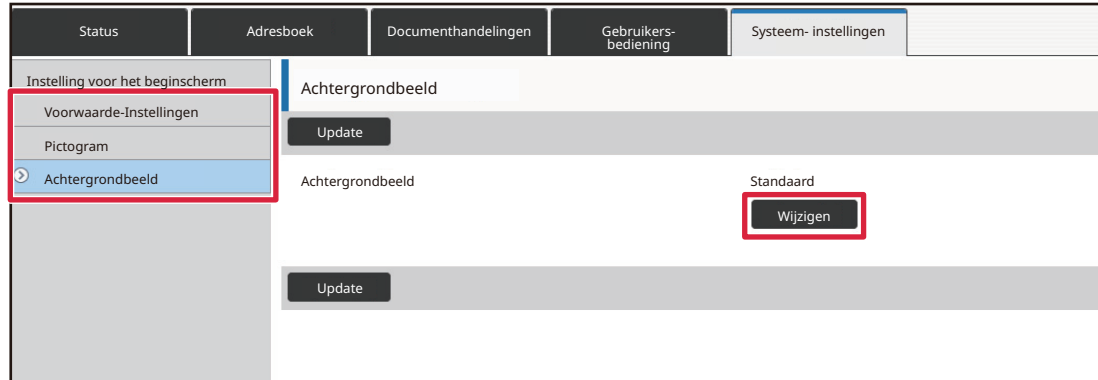 Status
Adresboek
Documenthandelingen
Gebruikers-
bediening
Systeem- instellingen
Instelling voor het beginscherm
Voorwaarde-Instellingen
Pictogram
Achtergrondbeeld
Achtergrondbeeld
Update
Achtergrondbeeld
Standaard
Wijzigen
Update